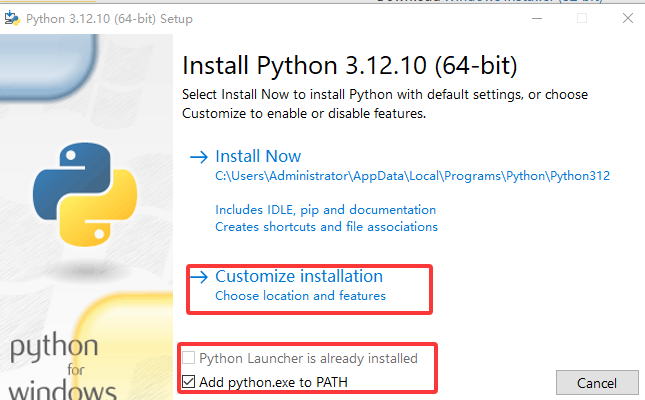 Python 3.12.10 (64-bit) Setup
Install Python 3.12.10 (64-bit)
Select Install Now to install Python with default settings, or choose
Customize to enable or disable features.
Install Now
C:\Users\Administrator\AppData\Local\Programs\Python\Python312
Includes IDLE, pip and documentation
Creates shortcuts and file associations
Customize installation
Choose location and features
Python Launcher is already installed
Add python.exe to PATH
python
for
windows
Cancel